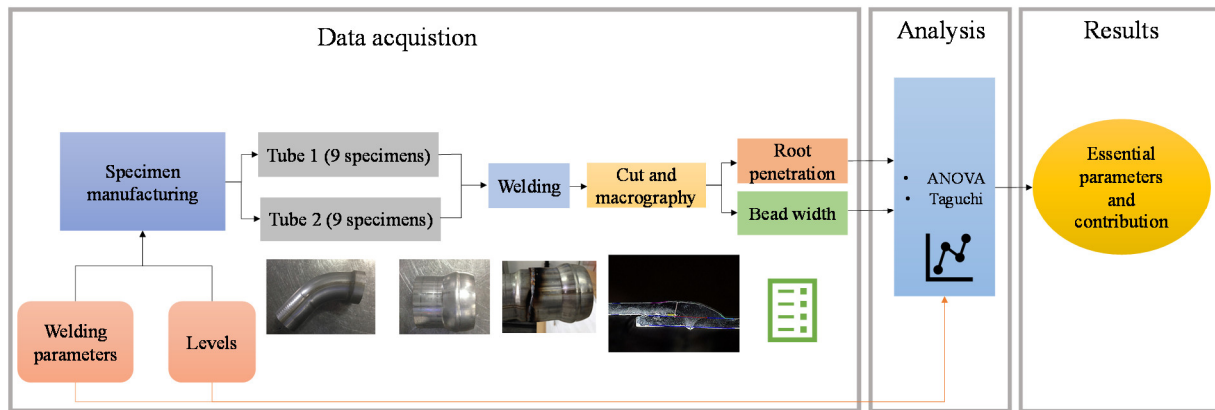 Data acquistion
Analysis
Results
Specimen
manufacturing
Tube 1 (9 specimens)
Tube 2 (9 specimens)
Welding
Cut and
macrography
Root
penetration
Bead width
• ANOVA
• Taguchi
Essential
parameters
and
contribution
Welding
parameters
Levels